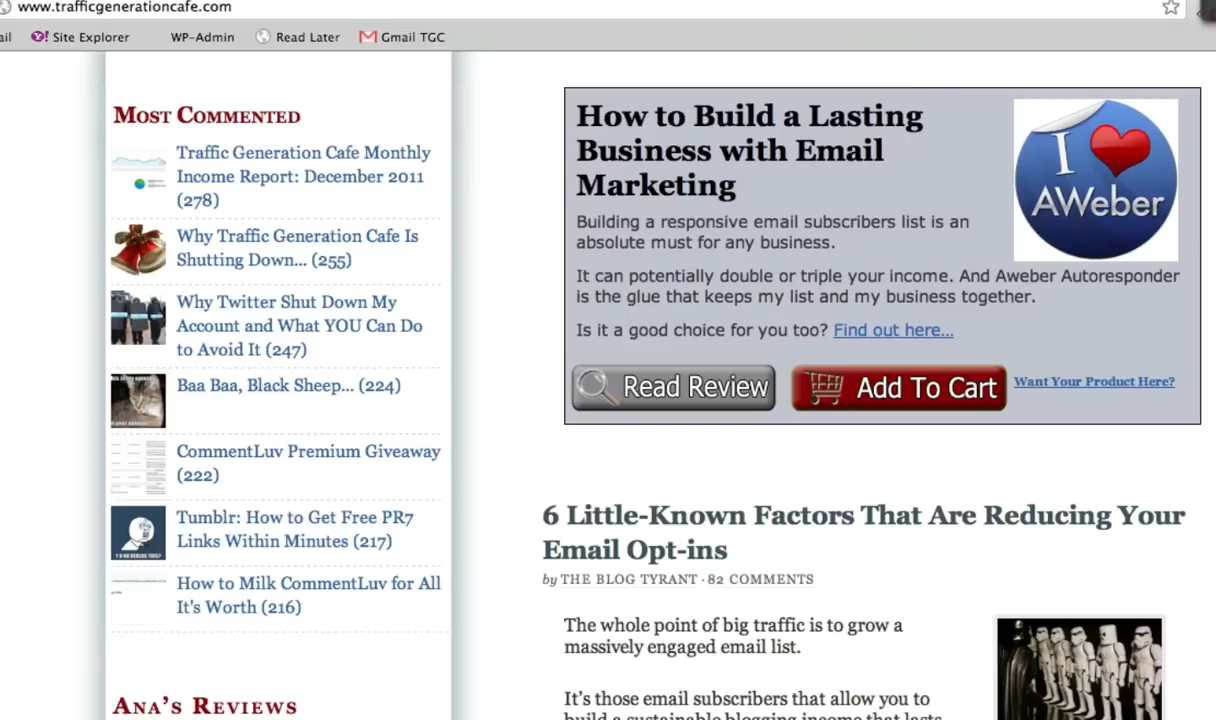 www.trafficgenerationcafe.com
ail Site Explorer WP-Admin Read Later Gmail TGC
Most Commented
Traffic Generation Cafe Monthly
Income Report: December 2011
(278)
Why Traffic Generation Cafe Is
Shutting Down... (255)
Why Twitter Shut Down My
Account and What YOU Can Do
to Avoid It (247)
Baa Baa, Black Sheep... (224)
CommentLuv Premium Giveaway
(222)
Tumblr: How to Get Free PR7
Links Within Minutes (217)
How to Milk CommentLuv for All
It's Worth (216)
Ana's Reviews
How to Build a Lasting
Business with Email
Marketing
I
AWeber
Building a responsive email subscribers list is an
absolute must for any business.
It can potentially double or triple your income. And Aweber Autoresponder
is the glue that keeps my list and my business together.
Is it a good choice for you too? Find out here...
Read Review Add To Cart Want Your Product Here?
6 Little-Known Factors That Are Reducing Your
Email Opt-ins
by THE BLOG TYRANT · 82 COMMENTS
The whole point of big traffic is to grow a
massively engaged email list.
It's those email subscribers that allow you to
build a sustainable blogging income that lasts